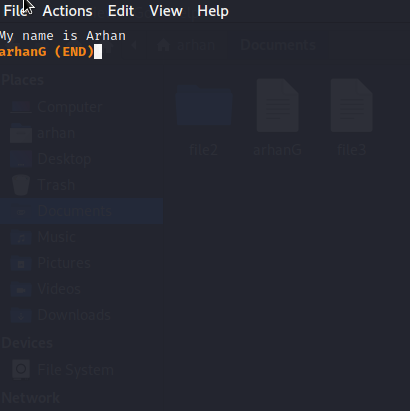 File Actions Edit View Help
My name is Arhan
arhanG (END)
arhan Documents
Places
Computer
arhan
Desktop
Trash
Documents
Music
Pictures
Videos
Downloads
Devices
File System
Network
file2 arhanG file3